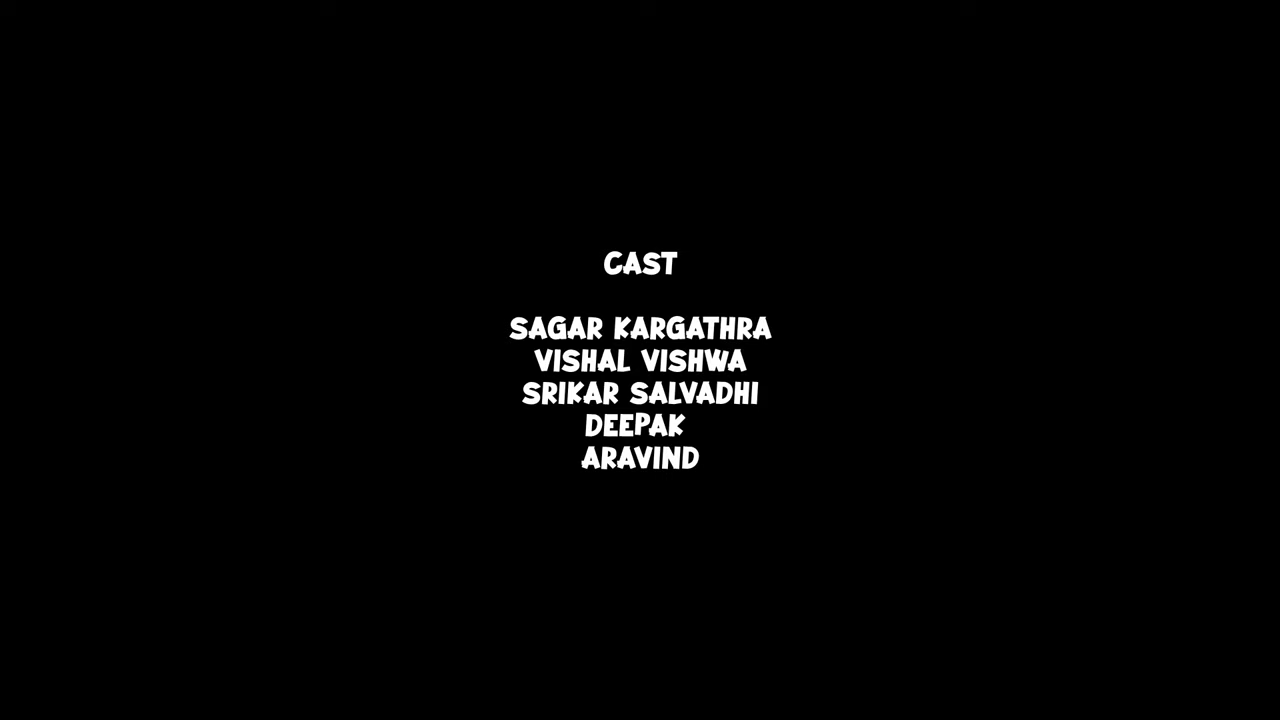 CAST
SAGAR KARGATHRA
VISHAL VISHWA
SRIKAR SALVADHI
DEEPAK
ARAVIND